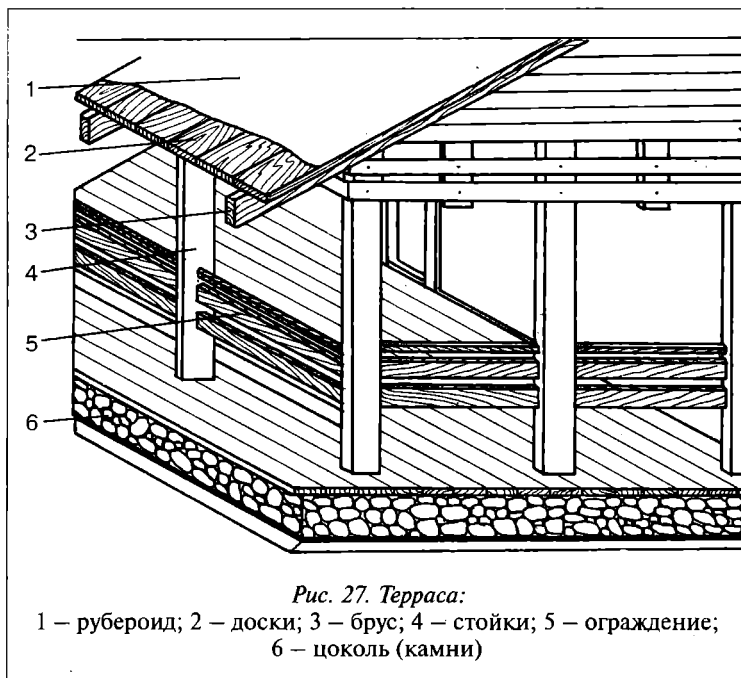 1
2
3
4
5
6
Рис. 27. Терраса:
1 – рубероид; 2 – доски; 3 – брус; 4 – стойки; 5 – ограждение;
6 – цоколь (камни)